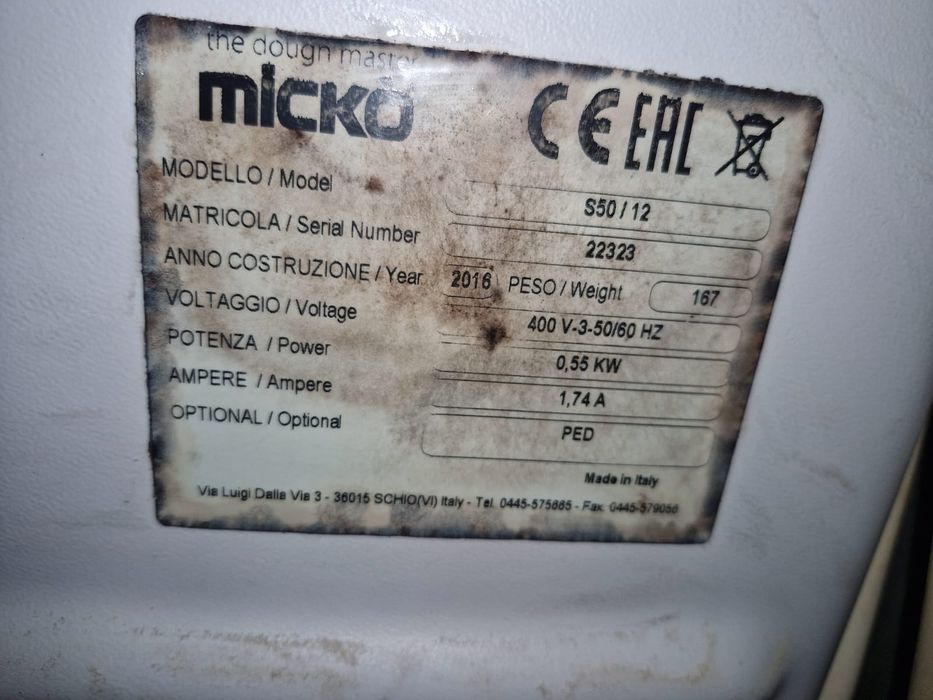 the dough master
micko
CE EAC
MODELLO / Model S50 / 12
MATRICOLA / Serial Number 22323
ANNO COSTRUZIONE / Year 2016 PESO / Weight 167
VOLTAGGIO / Voltage 400 V-3-50/60 HZ
POTENZA / Power 0,55 KW
AMPERE / Ampere 1,74 A
OPTIONAL / Optional PED
Made in Italy
Via Luigi Dalla Via 3 - 36015 SCHIO(VI) Italy - Tel. 0445-575665 - Fax. 0445-579056